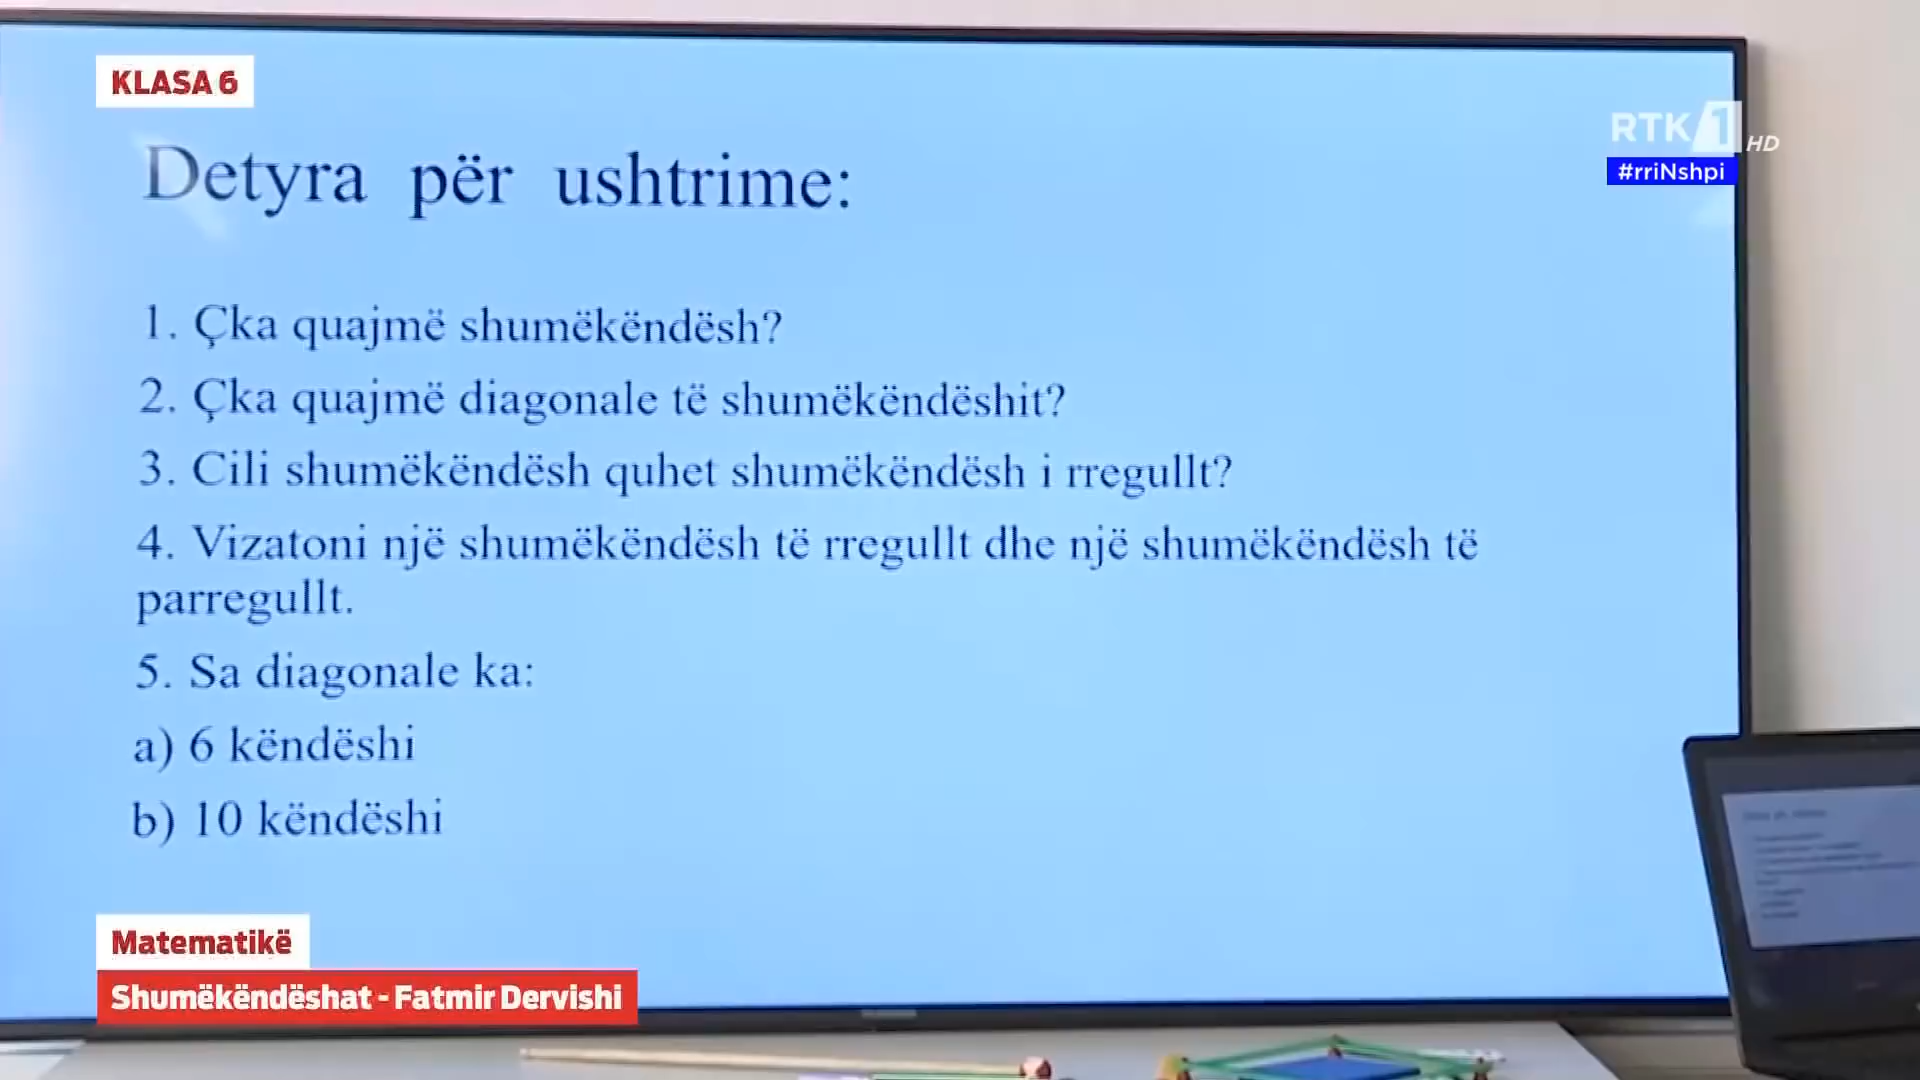 KLASA 6
RTK 1 HD
#rriNshpi
Detyra për ushtrime:
1. Çka quajmë shumëkëndësh?
2. Çka quajmë diagonale të shumëkëndëshit?
3. Cili shumëkëndësh quhet shumëkëndësh i rregullt?
4. Vizatoni një shumëkëndësh të rregullt dhe një shumëkëndësh të
parregullt.
5. Sa diagonale ka:
a) 6 këndëshi
b) 10 këndëshi
Matematikë
Shumëkëndëshat - Fatmir Dervishi